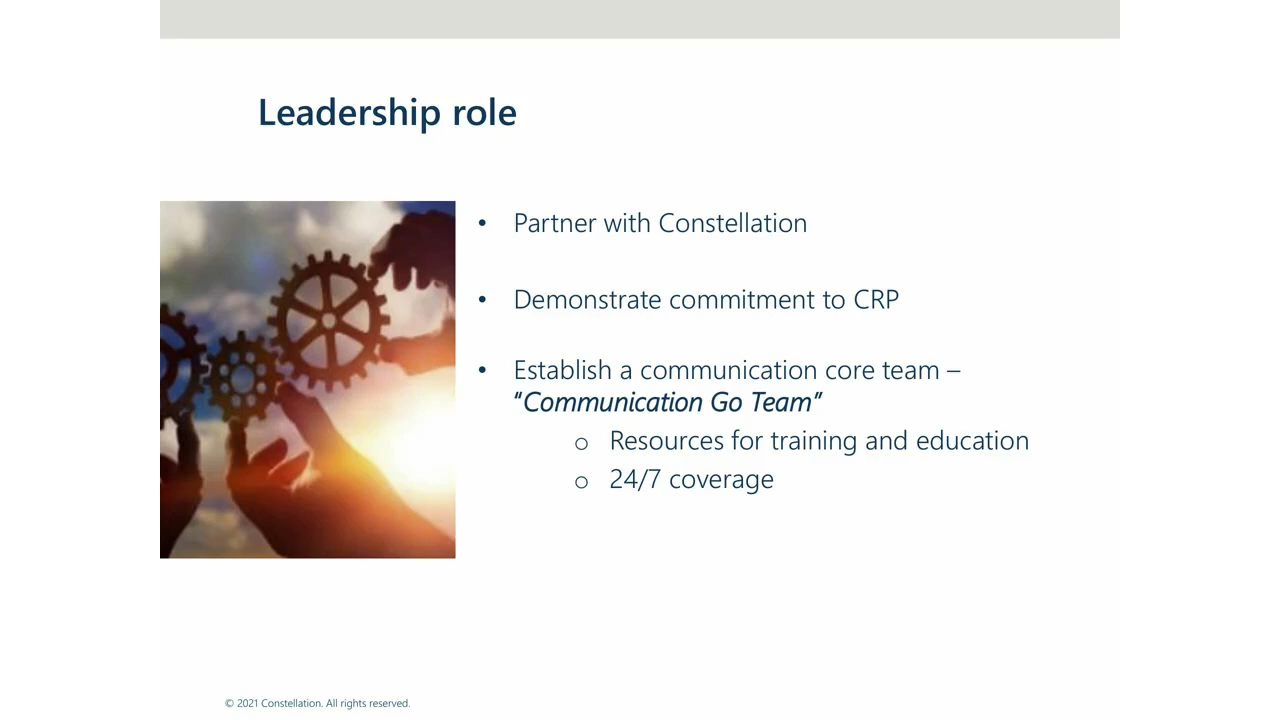 Leadership role
• Partner with Constellation
• Demonstrate commitment to CRP
• Establish a communication core team –
“Communication Go Team”
o Resources for training and education
o 24/7 coverage
© 2021 Constellation. All rights reserved.